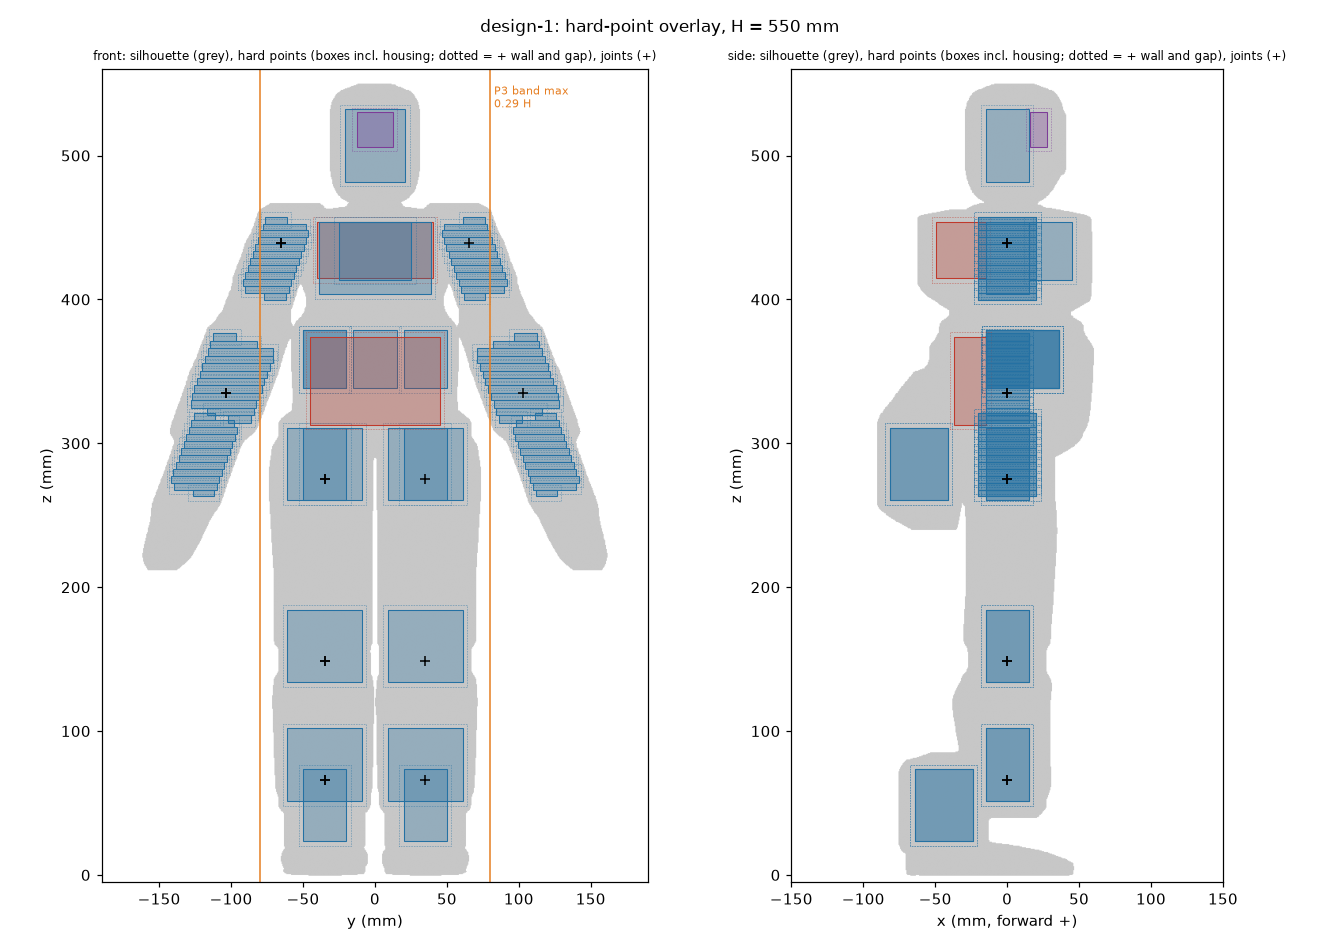 design-1: hard-point overlay, H = 550 mm
front: silhouette (grey), hard points (boxes incl. housing; dotted = + wall and gap), joints (+)
P3 band max
0.29 H
500
400
300
200
100
0
z (mm)
−150
−100
−50
0
50
100
150
y (mm)
side: silhouette (grey), hard points (boxes incl. housing; dotted = + wall and gap), joints (+)
500
400
300
200
100
0
z (mm)
−150
−100
−50
0
50
100
150
x (mm, forward +)